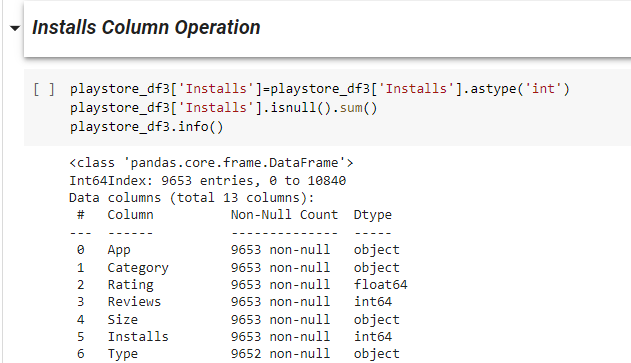 Installs Column Operation
[ ] playstore_df3['Installs']=playstore_df3['Installs'].astype('int')
playstore_df3['Installs'].isnull().sum()
playstore_df3.info()
<class 'pandas.core.frame.DataFrame'>
Int64Index: 9653 entries, 0 to 10840
Data columns (total 13 columns):
# Column Non-Null Count Dtype
--- ------ -------------- -----
0 App 9653 non-null object
1 Category 9653 non-null object
2 Rating 9653 non-null float64
3 Reviews 9653 non-null int64
4 Size 9653 non-null object
5 Installs 9653 non-null int64
6 Type 9652 non-null object